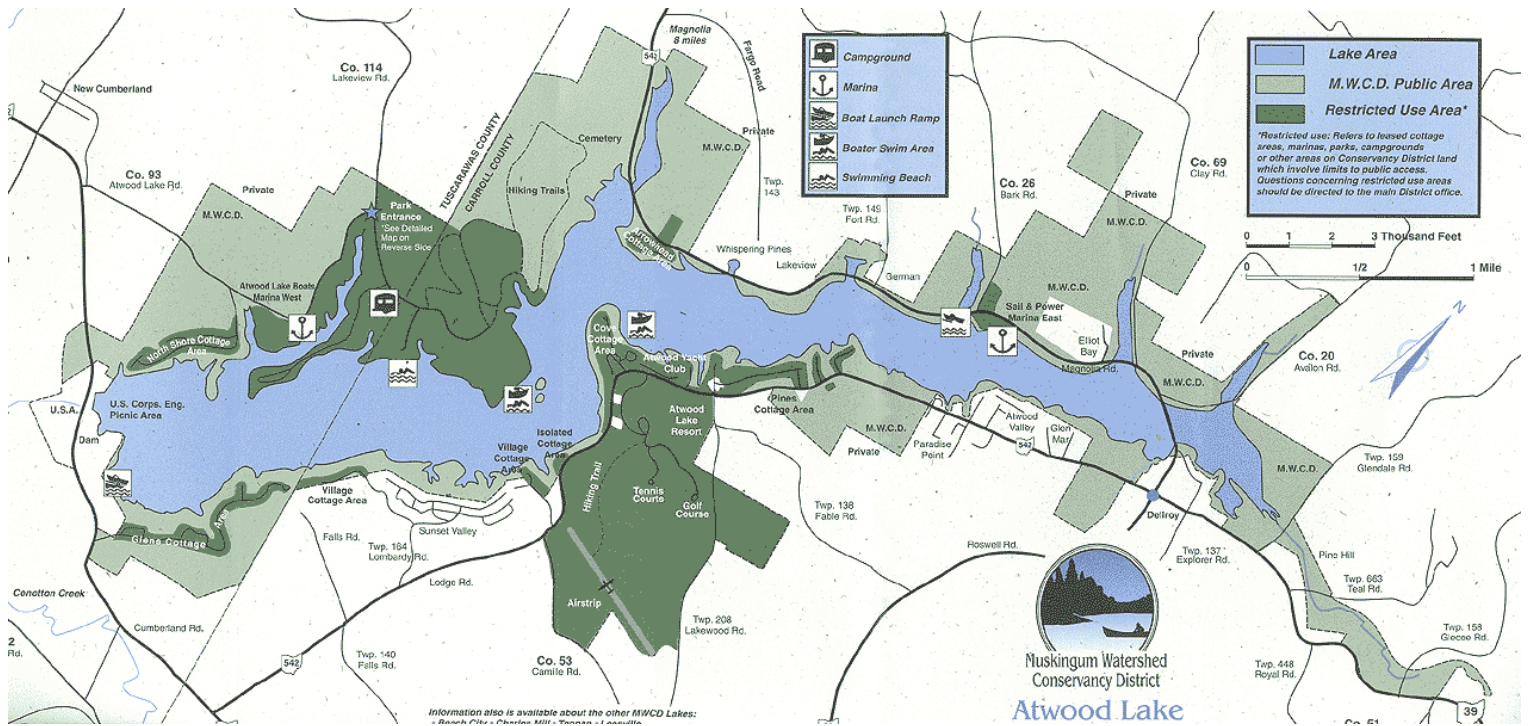 Magnolia
8 miles
541
Fargo Road
Co. 114
Lakeview Rd.
New Cumberland
TUSCARAWAS COUNTY
CARROLL COUNTY
Cemetery
Hiking Trails
Private
M.W.C.D.
Campground
Marina
Boat Launch Ramp
Boater Swim Area
Swimming Beach
Lake Area
M.W.C.D. Public Area
Restricted Use Area*
*Restricted use: Refers to leased cottage
areas, marinas, parks, campgrounds
or other areas on Conservancy District land
which involve limits to public access.
Questions concerning restricted use areas
should be directed to the main District office.
0 1 2 3 Thousand Feet
0 1/2 1 Mile
N
Co. 93
Atwood Lake Rd.
Private
M.W.C.D.
Park
Entrance
*See Detailed
Map on
Reverse Side
Twp.
143
Twp. 149
Fort Rd.
Co. 26
Bark Rd.
Co. 69
Clay Rd.
Private
M.W.C.D.
Arrowhead
Cottage Area
Whispering Pines
Lakeview
German
M.W.C.D.
Atwood Lake Boats
Marina West
Sail & Power
Marina East
Elliot
Bay
Magnolia Rd.
Private
M.W.C.D.
Co. 20
Avalon Rd.
North Shore Cottage
Area
Cove
Cottage
Area
Atwood Yacht
Club
U.S.A.
U.S. Corps. Eng.
Picnic Area
Dam
Atwood
Lake
Resort
Pines
Cottage Area
M.W.C.D.
Private
Paradise
Point
Atwood
Valley
Glen
Mar
542
M.W.C.D.
Twp. 159
Glendale Rd.
Isolated
Cottage
Area
Village
Cottage
Area
Village
Cottage Area
Glens Cottage
Area
Sunset Valley
Hiking Trail
Tennis
Courts
Golf
Course
Twp. 138
Fable Rd.
Dellroy
Falls Rd.
Twp. 164
Lombardy Rd.
Lodge Rd.
Roswell Rd.
Twp. 137
Explorer Rd.
Pine Hill
Twp. 663
Teal Rd.
Conotton Creek
Cumberland Rd.
Airstrip
Twp. 208
Lakewood Rd.
Twp. 158
Glecoe Rd.
2
Rd.
542
Twp. 140
Falls Rd.
Co. 53
Camile Rd.
Twp. 448
Royal Rd.
39
Muskingum Watershed
Conservancy District
Atwood Lake
Information also is available about the other MWCD Lakes: